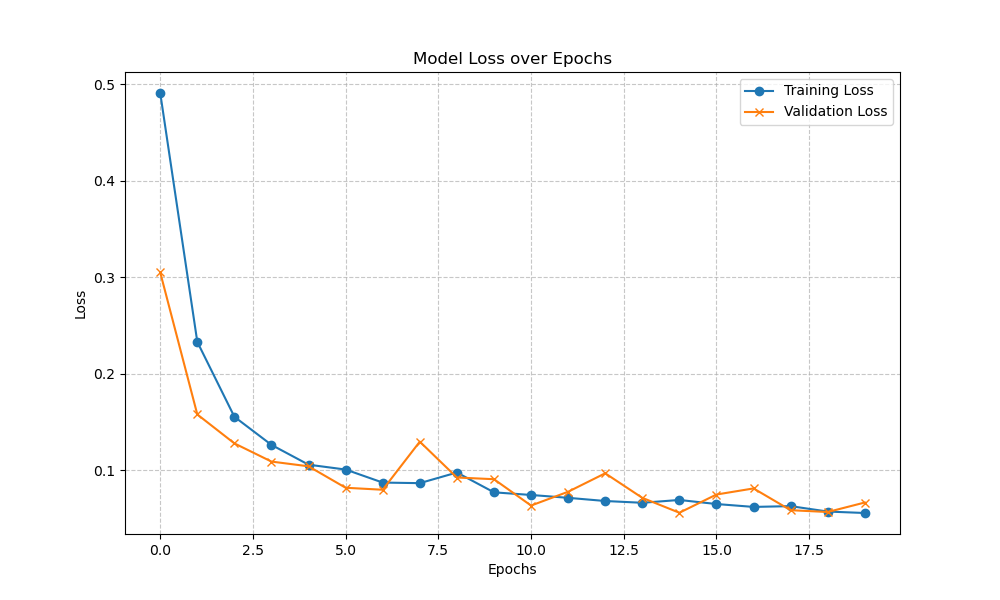 Model Loss over Epochs
Training Loss
Validation Loss
0.5
0.4
0.3
0.2
0.1
Loss
0.0 2.5 5.0 7.5 10.0 12.5 15.0 17.5
Epochs